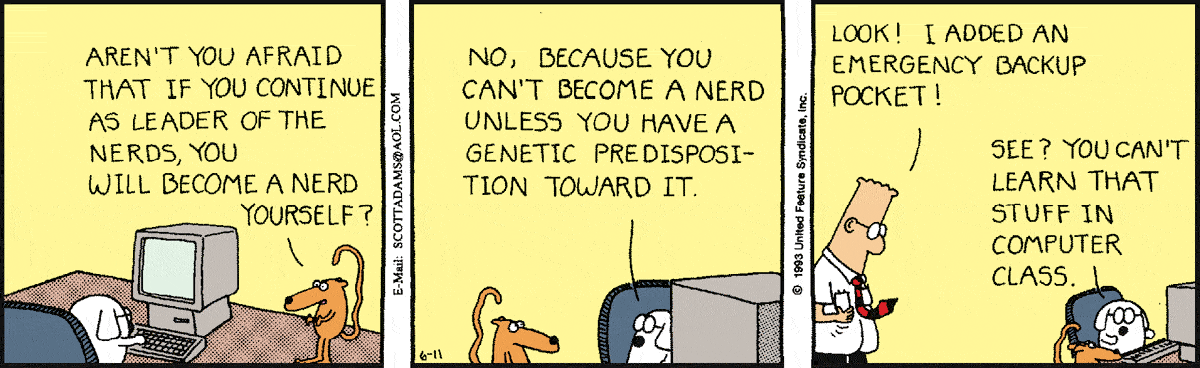 AREN'T YOU AFRAID
THAT IF YOU CONTINUE
AS LEADER OF THE
NERDS, YOU
WILL BECOME A NERD
YOURSELF?
E-Mail: SCOTTADAMS@AOL.COM
NO, BECAUSE YOU
CAN'T BECOME A NERD
UNLESS YOU HAVE A
GENETIC PREDISPOSI-
TION TOWARD IT.
6-11
© 1993 United Feature Syndicate, Inc.
LOOK! I ADDED AN
EMERGENCY BACKUP
POCKET!
SEE? YOU CAN'T
LEARN THAT
STUFF IN
COMPUTER
CLASS.